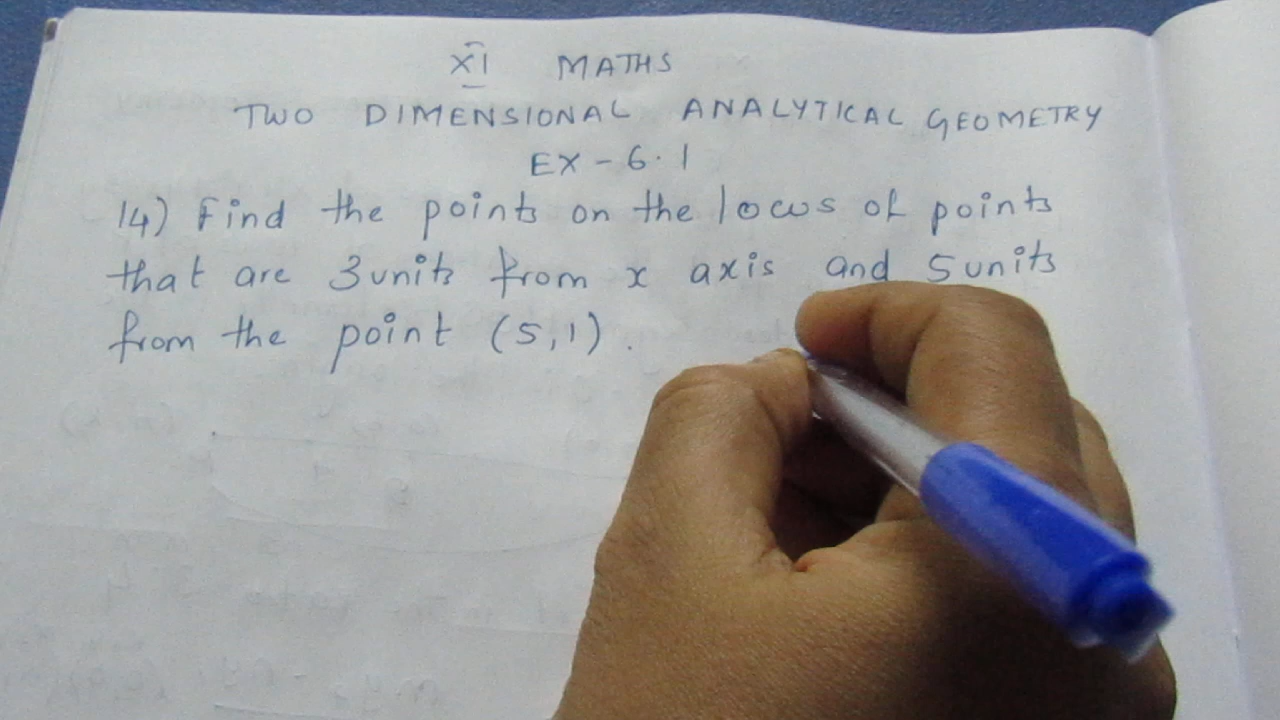 XI MATHS
TWO DIMENSIONAL ANALYTICAL GEOMETRY
EX - 6.1
14) Find the points on the locus of points
that are 3 units from x axis and 5 units
from the point (5,1).